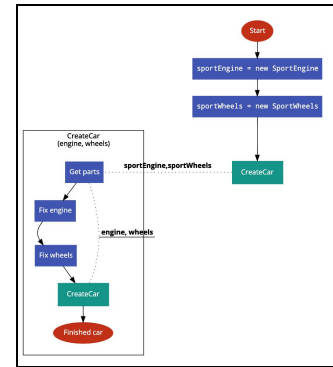 Start
sportEngine = new SportEngine
sportWheels = new SportWheels
CreateCar
(engine, wheels)
sportEngine,sportWheels
Get parts
CreateCar
Fix engine
engine, wheels
Fix wheels
CreateCar
Finished car